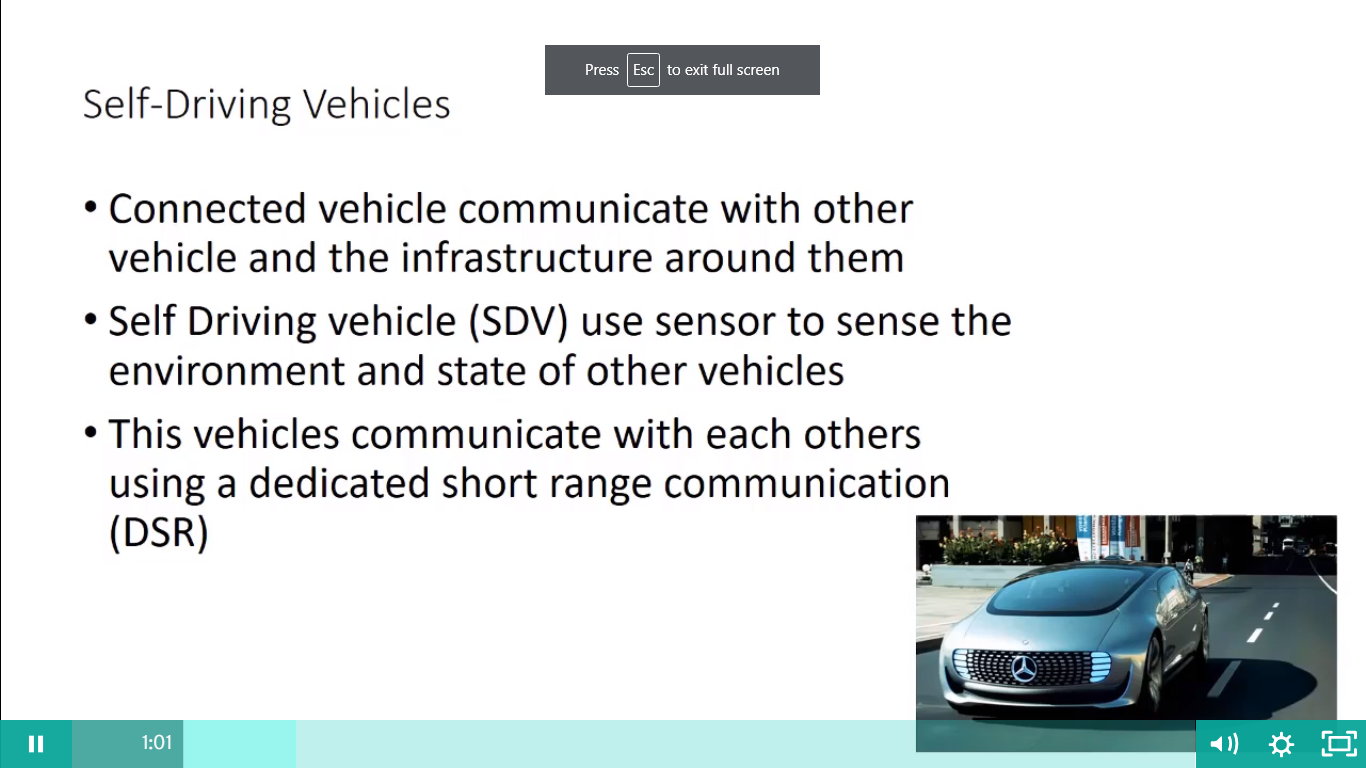 Press Esc to exit full screen
Self-Driving Vehicles
• Connected vehicle communicate with other
vehicle and the infrastructure around them
• Self Driving vehicle (SDV) use sensor to sense the
environment and state of other vehicles
• This vehicles communicate with each others
using a dedicated short range communication
(DSR)
1:01